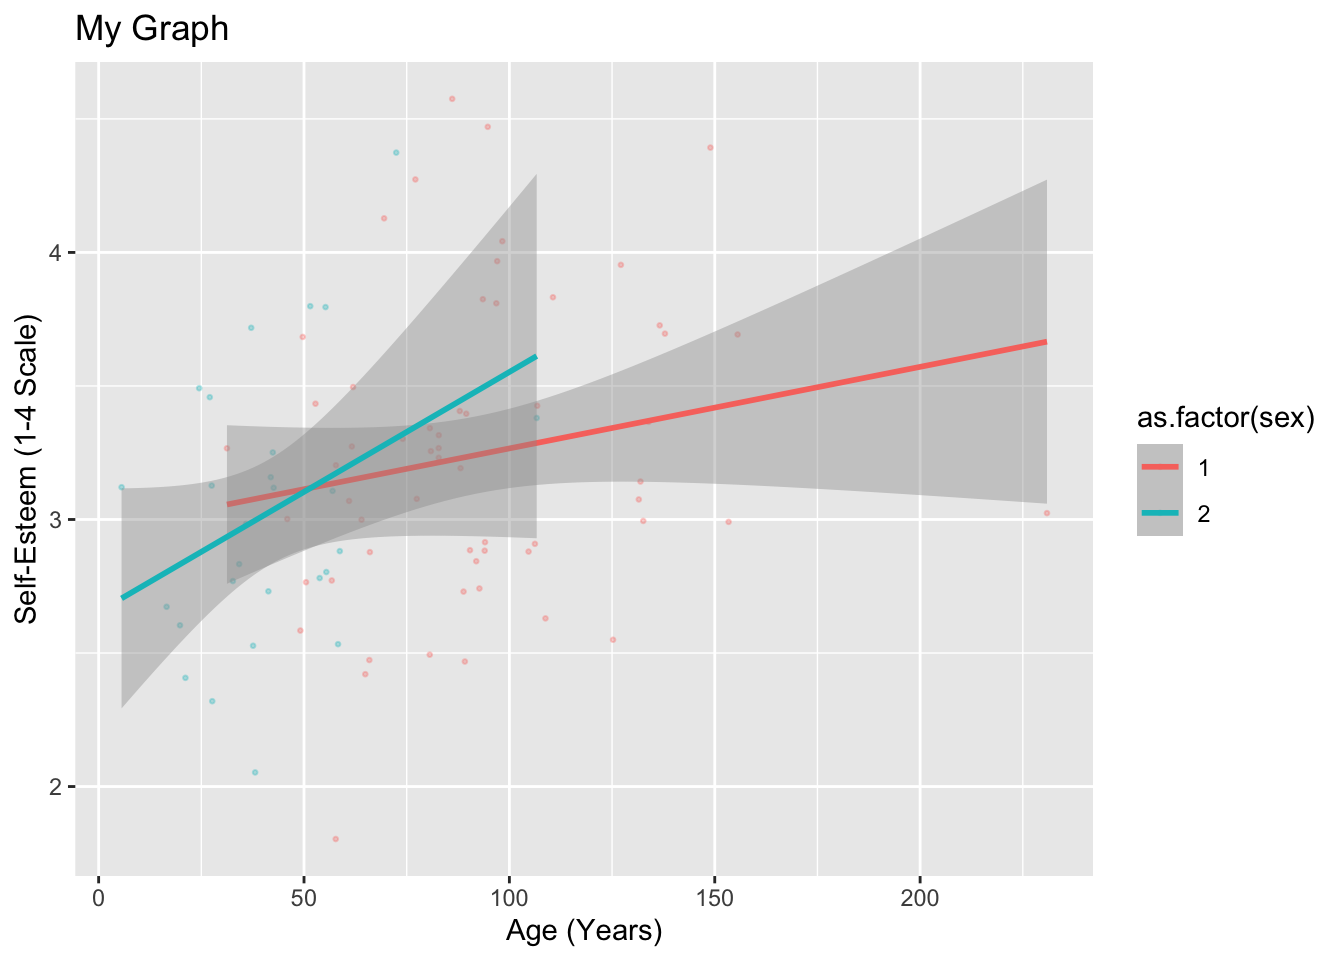 My Graph
Self-Esteem (1-4 Scale)
4
3
2
0 50 100 150 200
Age (Years)
as.factor(sex)
1
2